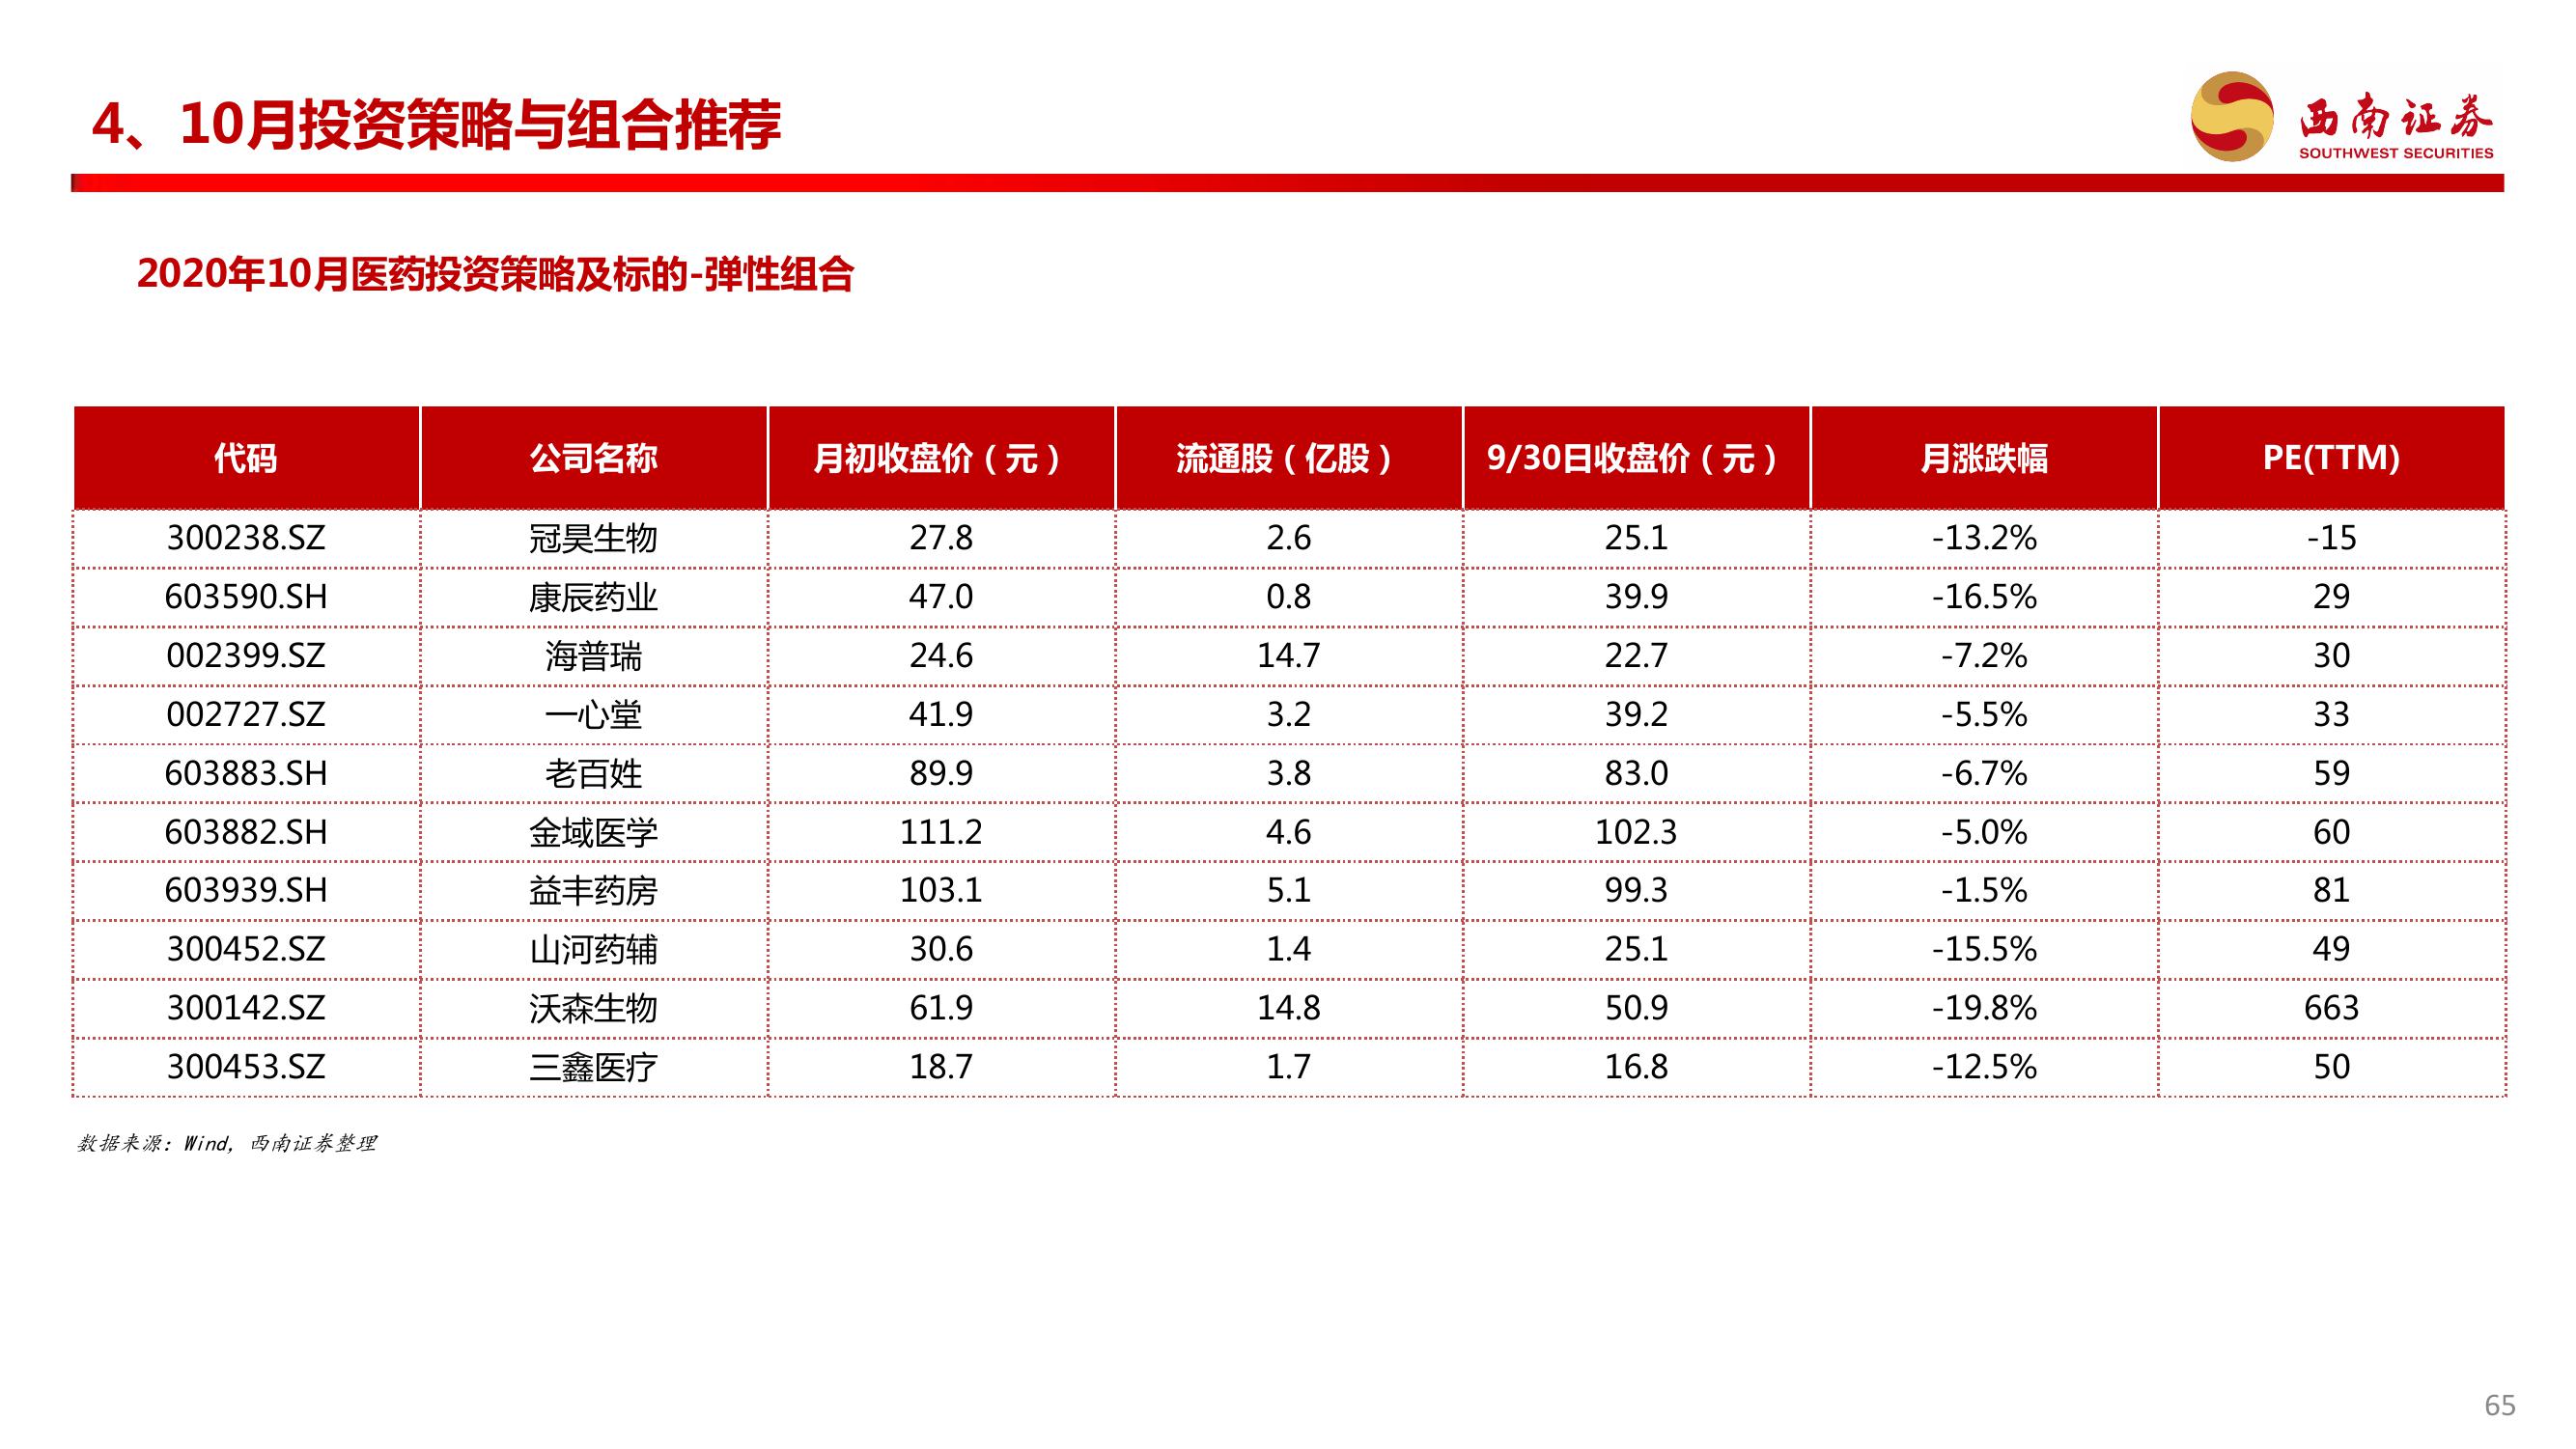 4、10月投资策略与组合推荐
西南证券
SOUTHWEST SECURITIES
2020年10月医药投资策略及标的-弹性组合
代码 公司名称 月初收盘价（元） 流通股（亿股） 9/30日收盘价（元） 月涨跌幅 PE(TTM)
300238.SZ 冠昊生物 27.8 2.6 25.1 -13.2% -15
603590.SH 康辰药业 47.0 0.8 39.9 -16.5% 29
002399.SZ 海普瑞 24.6 14.7 22.7 -7.2% 30
002727.SZ 一心堂 41.9 3.2 39.2 -5.5% 33
603883.SH 老百姓 89.9 3.8 83.0 -6.7% 59
603882.SH 金域医学 111.2 4.6 102.3 -5.0% 60
603939.SH 益丰药房 103.1 5.1 99.3 -1.5% 81
300452.SZ 山河药辅 30.6 1.4 25.1 -15.5% 49
300142.SZ 沃森生物 61.9 14.8 50.9 -19.8% 663
300453.SZ 三鑫医疗 18.7 1.7 16.8 -12.5% 50
数据来源：Wind，西南证券整理
65